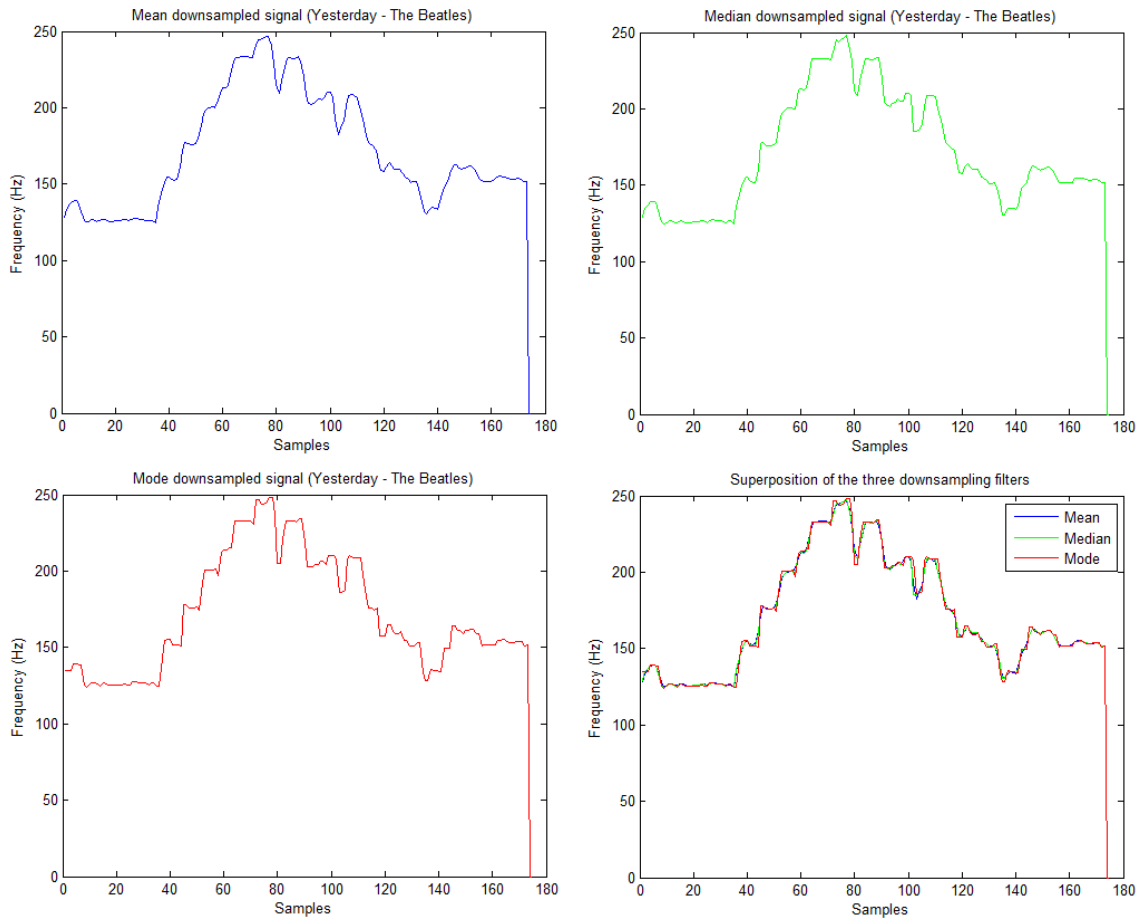 Mean downsampled signal (Yesterday - The Beatles)
250
200
150
100
50
0
Frequency (Hz)
0 20 40 60 80 100 120 140 160 180
Samples
Median downsampled signal (Yesterday - The Beatles)
250
200
150
100
50
0
Frequency (Hz)
0 20 40 60 80 100 120 140 160 180
Samples
Mode downsampled signal (Yesterday - The Beatles)
250
200
150
100
50
0
Frequency (Hz)
0 20 40 60 80 100 120 140 160 180
Samples
Superposition of the three downsampling filters
250
200
150
100
50
0
Frequency (Hz)
Mean
Median
Mode
0 20 40 60 80 100 120 140 160 180
Samples